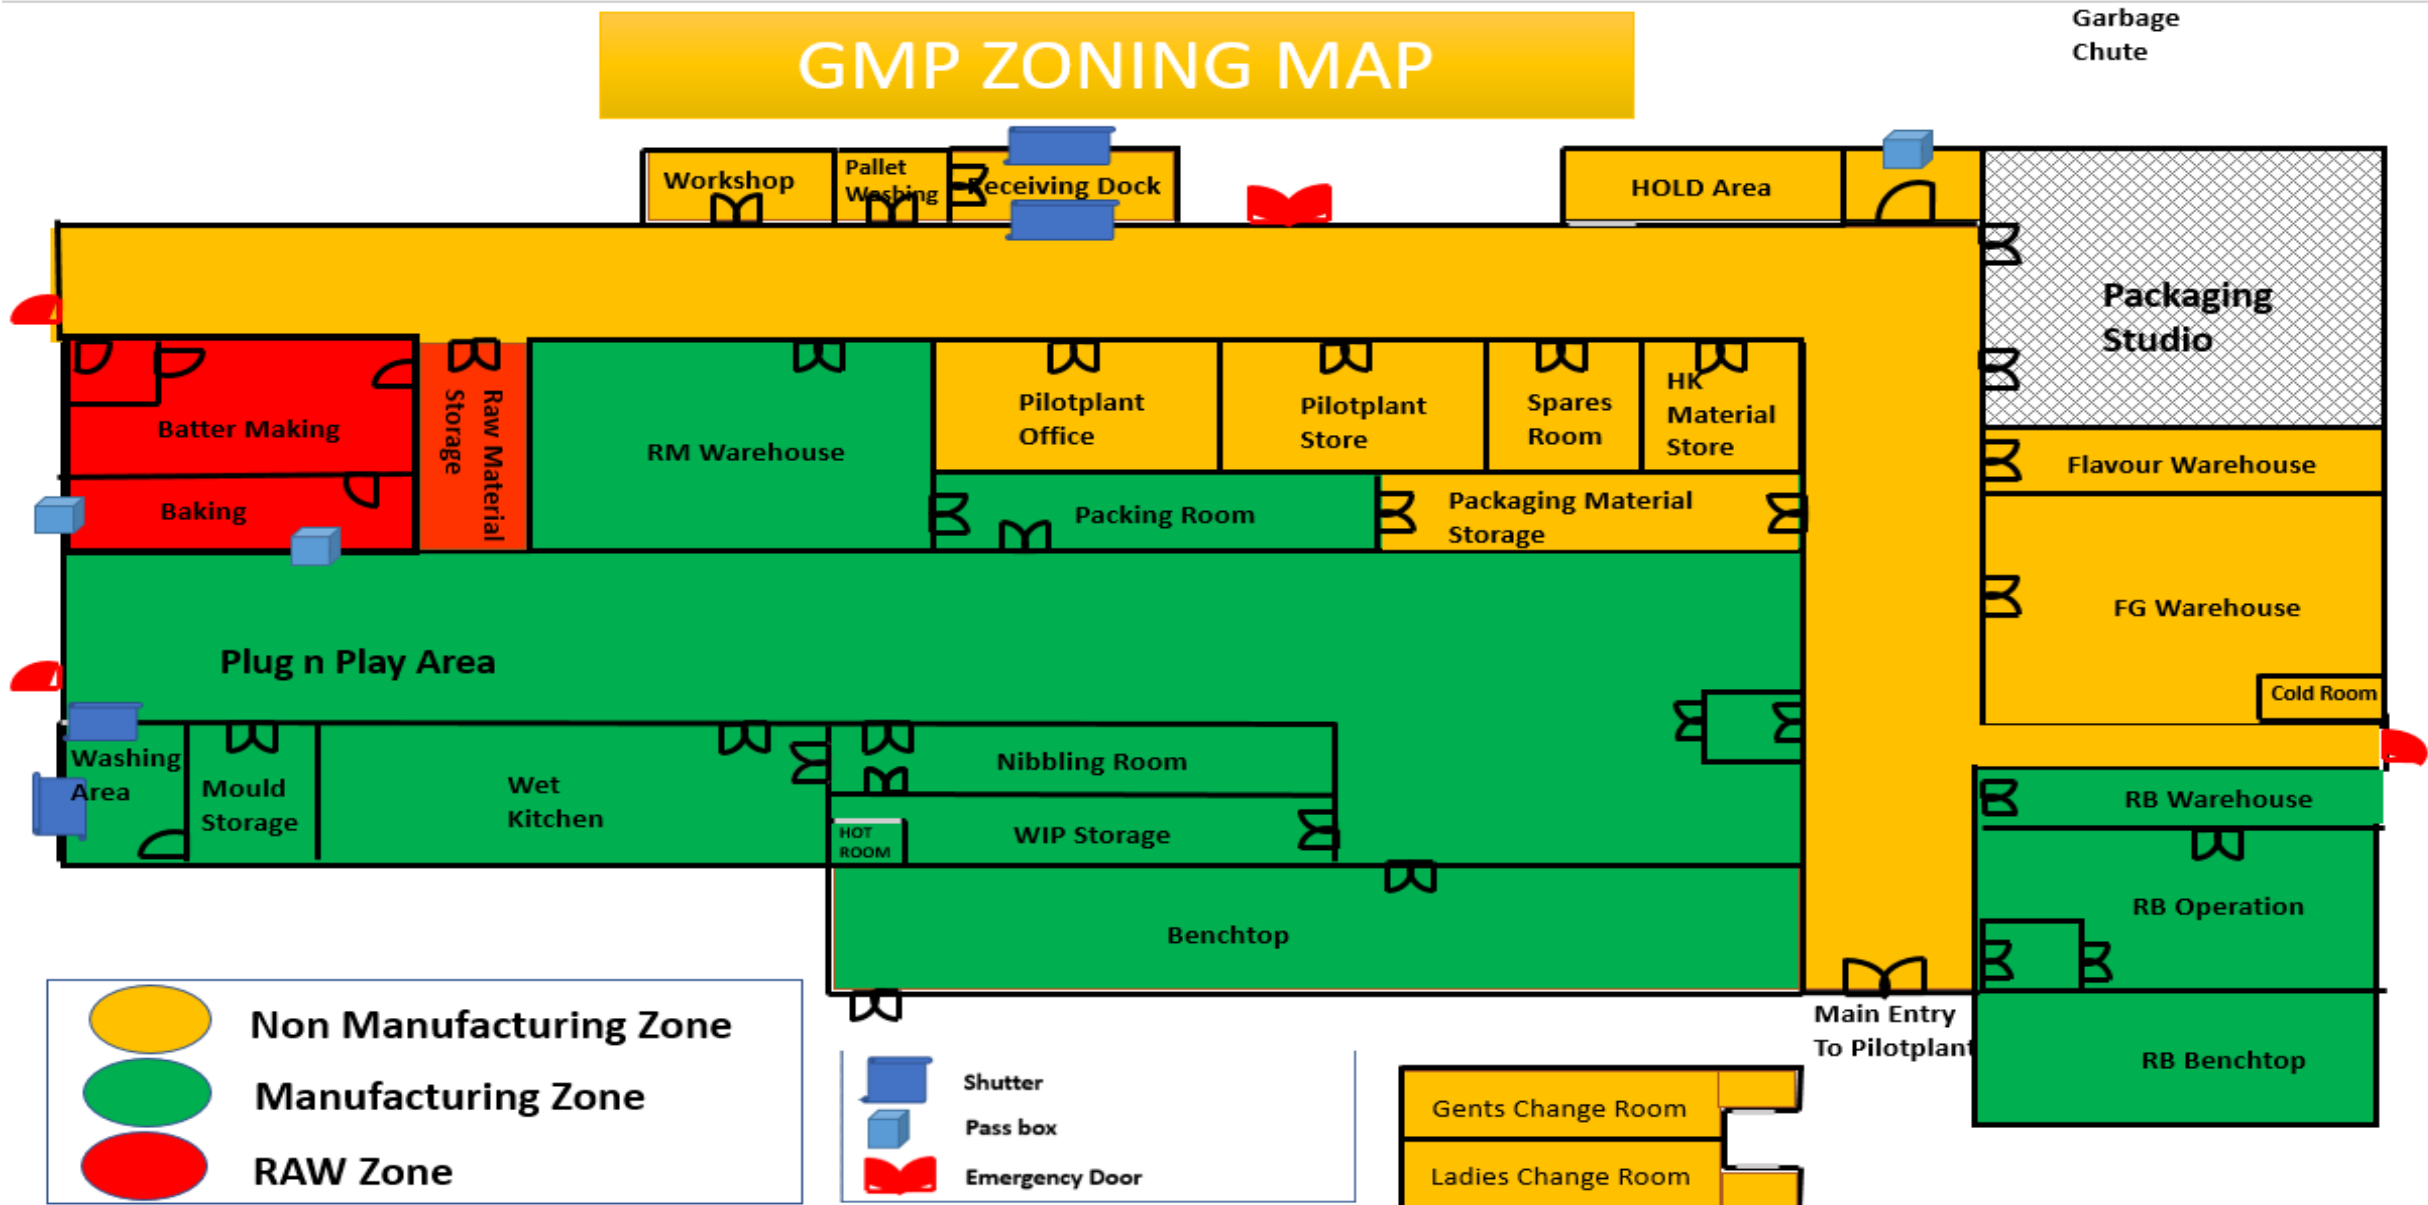 Garbage
Chute
GMP ZONING MAP
Workshop
Pallet
Washing
Receiving Dock
HOLD Area
Packaging
Studio
Batter Making
Raw Material
Storage
RM Warehouse
Pilotplant
Office
Pilotplant
Store
Spares
Room
HK
Material
Store
Flavour Warehouse
Baking
Packing Room
Packaging Material
Storage
FG Warehouse
Plug n Play Area
Cold Room
Washing
Area
Mould
Storage
Wet
Kitchen
Nibbling Room
HOT
ROOM
WIP Storage
RB Warehouse
RB Operation
Benchtop
Main Entry
To Pilotplant
RB Benchtop
Non Manufacturing Zone
Manufacturing Zone
RAW Zone
Shutter
Pass box
Emergency Door
Gents Change Room
Ladies Change Room